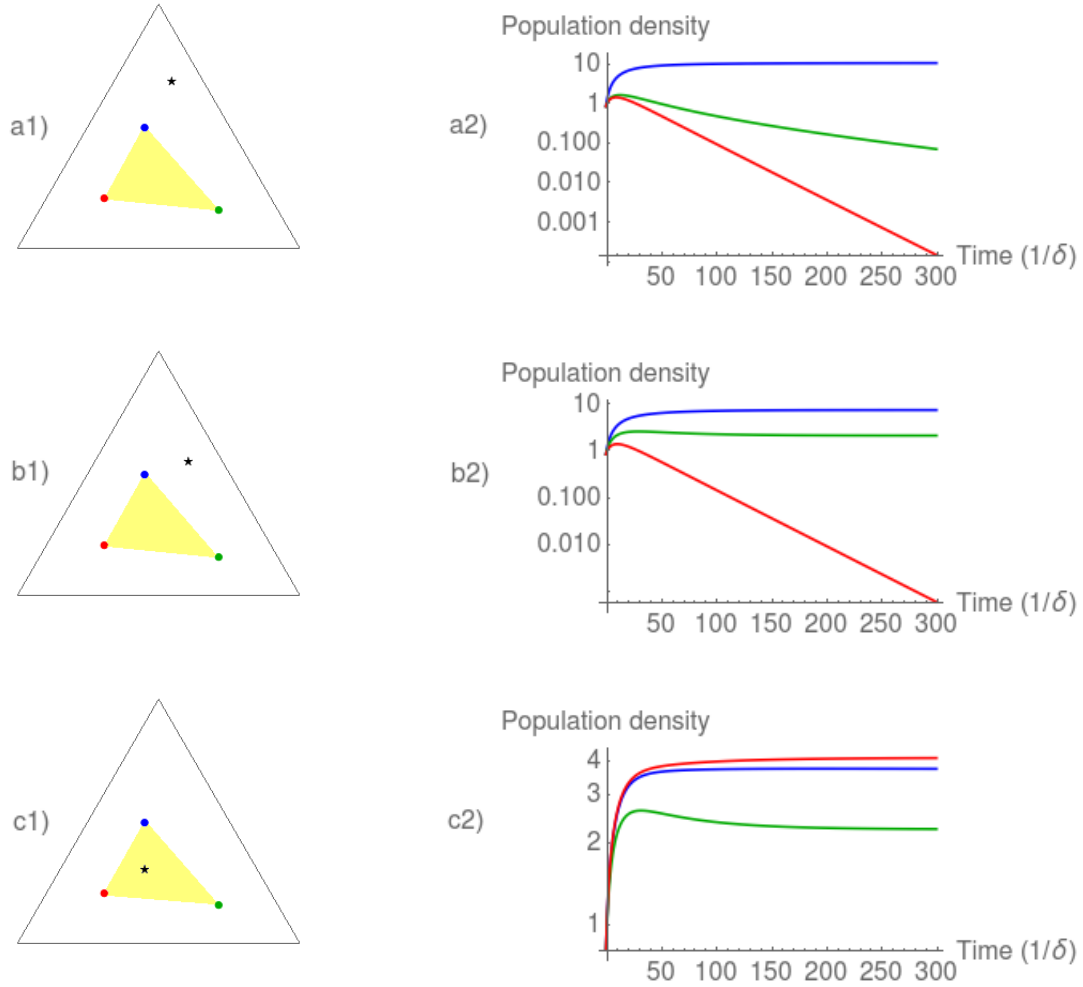 a1)
a2)
Population density
10
1
0.100
0.010
0.001
50 100 150 200 250 300
Time (1/δ)
b1)
b2)
Population density
10
1
0.100
0.010
50 100 150 200 250 300
Time (1/δ)
c1)
c2)
Population density
4
3
2
1
50 100 150 200 250 300
Time (1/δ)